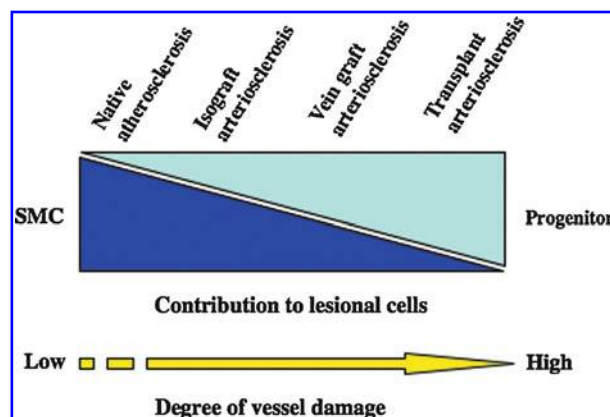 Native
atherosclerosis
Isograft
arteriosclerosis
Vein graft
arteriosclerosis
Transplant
arteriosclerosis
SMC
Progenitor
Contribution to lesional cells
Low
High
Degree of vessel damage